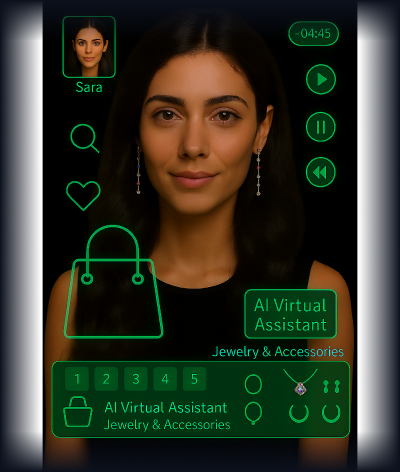 -04:45
Sara
AI Virtual
Assistant
Jewelry & Accessories
1 2 3 4 5
AI Virtual Assistant
Jewelry & Accessories